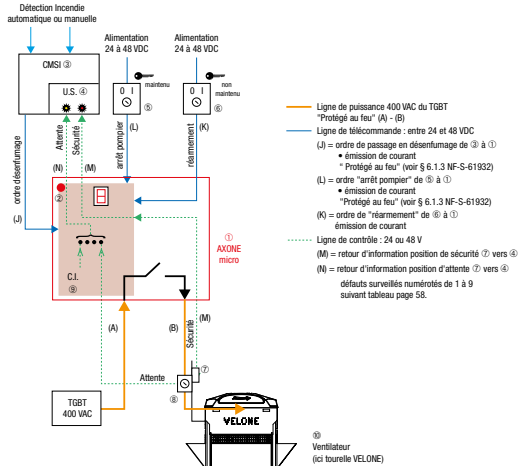 Détection Incendie
automatique ou manuelle
Alimentation
24 à 48 VDC
Alimentation
24 à 48 VDC
CMSI ③
U.S. ④
0 I
maintenu
⑤
0 I
non
maintenu
⑥
Attente
Sécurité
(N)
(M)
(L)
(K)
arrêt pompier
réarmement
ordre désenfumage
(J)
②
①
AXONE
micro
C.I.
⑨
(A)
(B)
Sécurité
(M)
Attente
⑦
⑧
TGBT
400 VAC
VELONE
⑩
Ventilateur
(ici tourelle VELONE)
Ligne de puissance 400 VAC du TGBT
"Protégé au feu" (A) - (B)
Ligne de télécommande : entre 24 et 48 VDC
(J) = ordre de passage en désenfumage de ③ à ①
• émission de courant
" Protégé au feu" (voir § 6.1.3 NF-S-61932)
(L) = ordre "arrêt pompier" de ⑤ à ①
• émission de courant
"Protégé au feu" (voir § 6.1.3 NF-S-61932)
(K) = ordre de "réarmement" de ⑥ à ①
émission de courant
Ligne de contrôle : 24 ou 48 V
(M) = retour d'information position de sécurité ⑦ vers ④
(N) = retour d'information position d'attente ⑦ vers ④
défauts surveillés numérotés de 1 à 9
suivant tableau page 58.